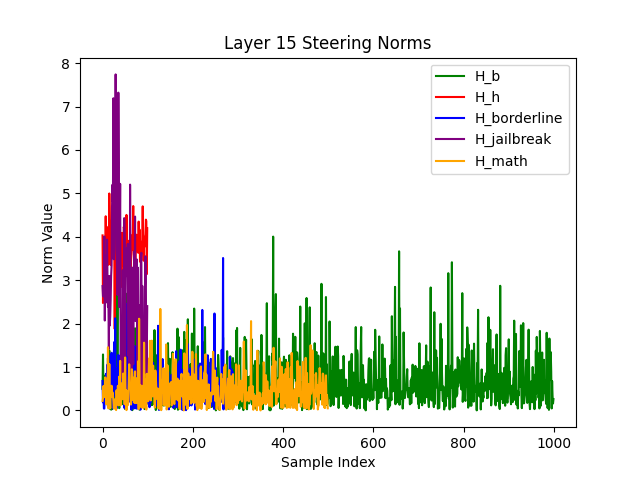 Layer 15 Steering Norms
H_b
H_h
H_borderline
H_jailbreak
H_math
Norm Value
8
7
6
5
4
3
2
1
0
0 200 400 600 800 1000
Sample Index